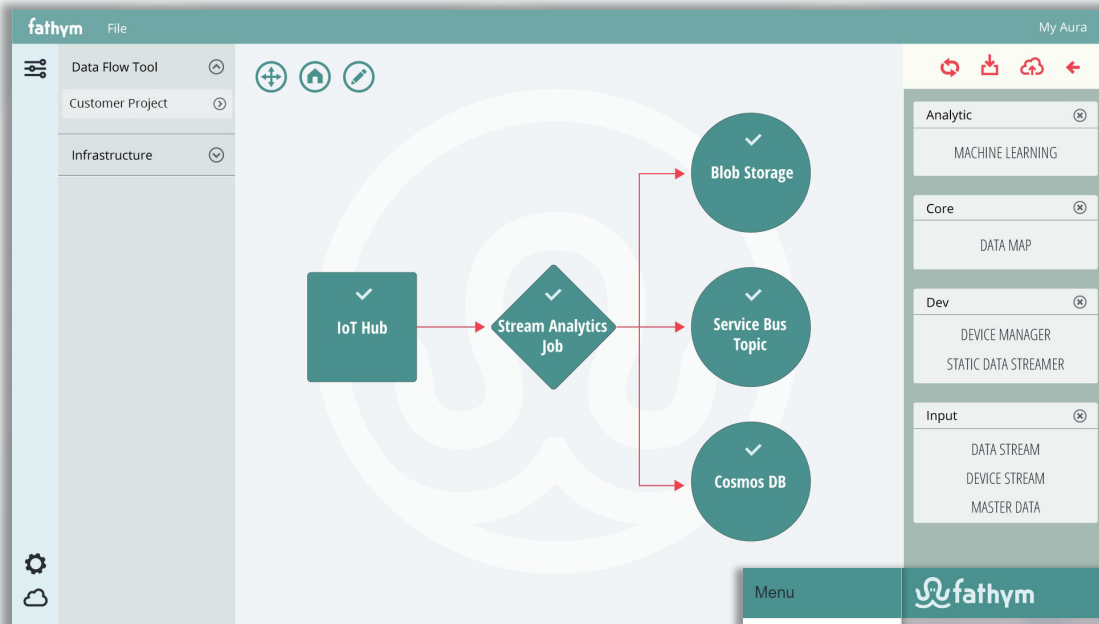 fathym
File
My Aura
Data Flow Tool
Customer Project
Infrastructure
IoT Hub
Stream Analytics
Job
Blob Storage
Service Bus
Topic
Cosmos DB
Analytic
MACHINE LEARNING
Core
DATA MAP
Dev
DEVICE MANAGER
STATIC DATA STREAMER
Input
DATA STREAM
DEVICE STREAM
MASTER DATA
Menu
fathym